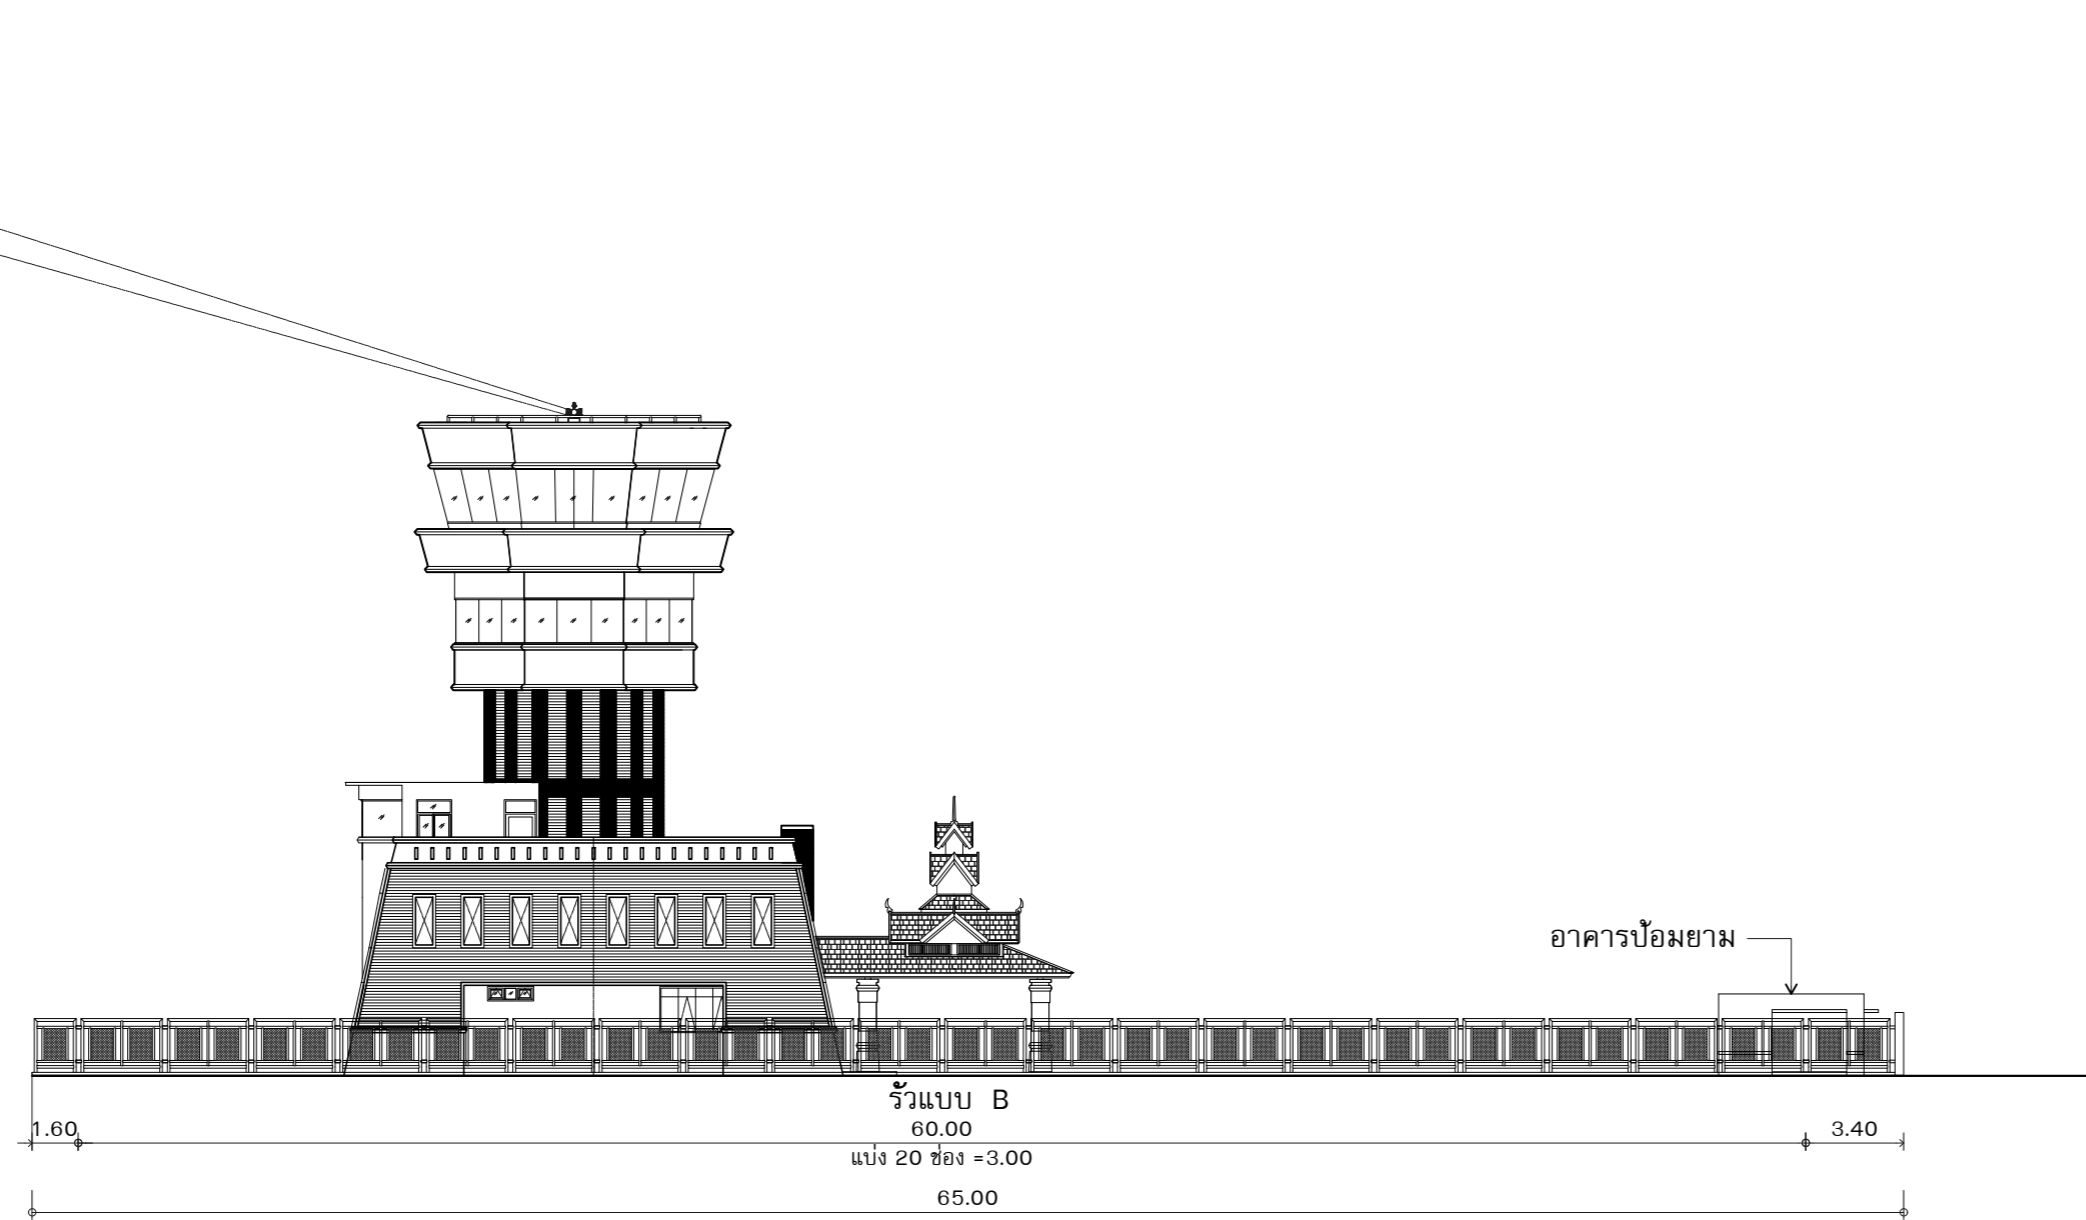 อาคารป้อมยาม
รั้วแบบ B
1.60 60.00 3.40
แบ่ง 20 ช่อง =3.00
65.00